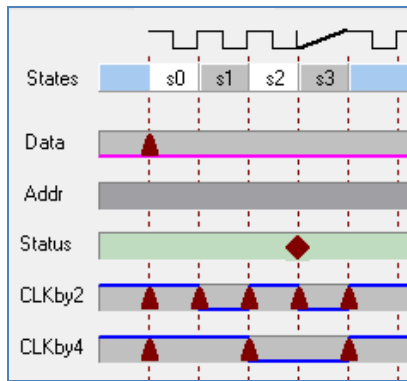 States s0 s1 s2 s3
Data
Addr
Status
CLKby2
CLKby4